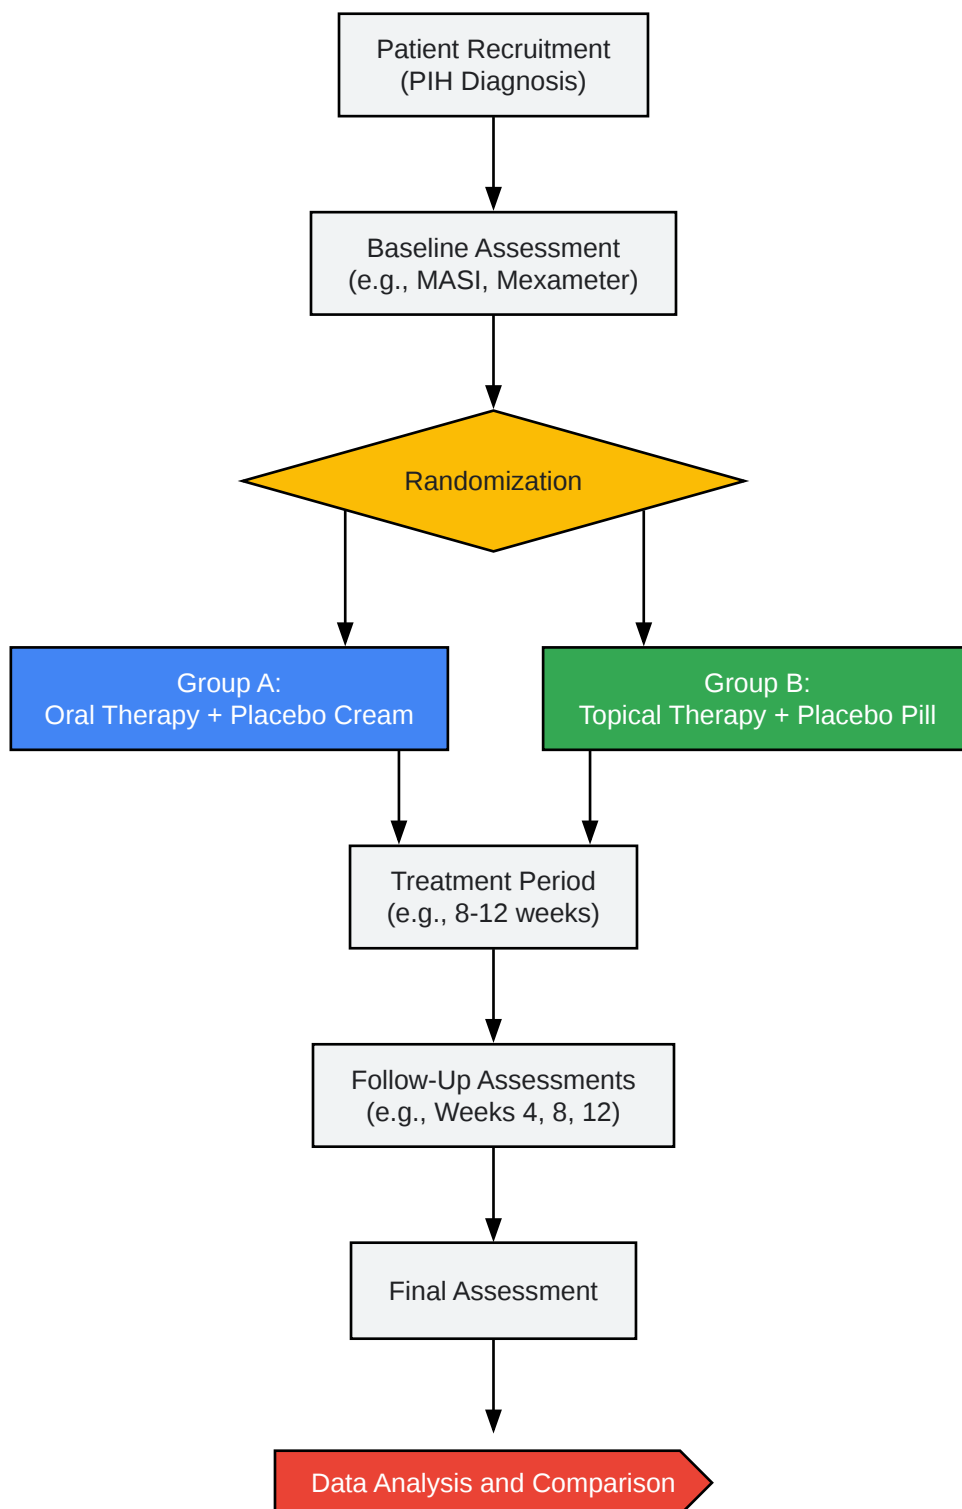 Patient Recruitment
(PIH Diagnosis)
Baseline Assessment
(e.g., MASI, Mexameter)
Randomization
Group A:
Oral Therapy + Placebo Cream
Group B:
Topical Therapy + Placebo Pill
Treatment Period
(e.g., 8-12 weeks)
Follow-Up Assessments
(e.g., Weeks 4, 8, 12)
Final Assessment
Data Analysis and Comparison